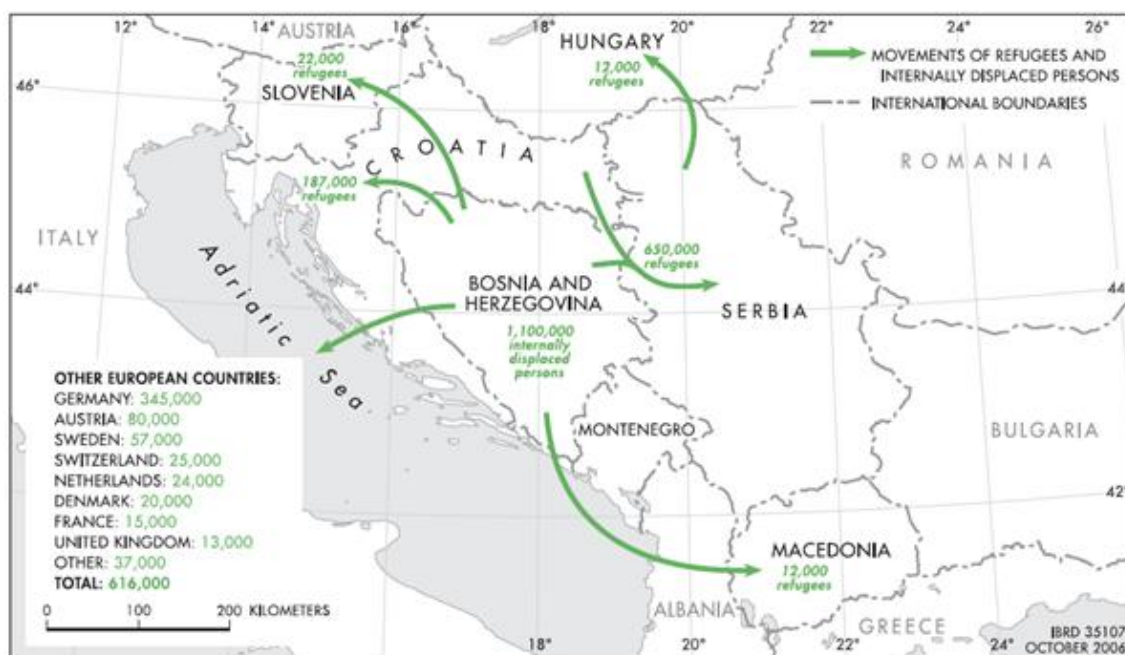 12°
14°
16°
18°
20°
22°
24°
26°
AUSTRIA
22,000
refugees
SLOVENIA
HUNGARY
12,000
refugees
MOVEMENTS OF REFUGEES AND
INTERNALLY DISPLACED PERSONS
INTERNATIONAL BOUNDARIES
46°
46°
CROATIA
ROMANIA
187,000
refugees
ITALY
Adriatic Sea
650,000
refugees
44°
44°
BOSNIA AND
HERZEGOVINA
SERBIA
1,100,000
internally
displaced
persons
OTHER EUROPEAN COUNTRIES:
GERMANY: 345,000
AUSTRIA: 80,000
SWEDEN: 57,000
SWITZERLAND: 25,000
NETHERLANDS: 24,000
DENMARK: 20,000
FRANCE: 15,000
UNITED KINGDOM: 13,000
OTHER: 37,000
TOTAL: 616,000
0 100 200 KILOMETERS
MONTENEGRO
BULGARIA
42°
MACEDONIA
12,000
refugees
ALBANIA
GREECE
18°
20°
22°
24°
IBRD 35107
OCTOBER 2006